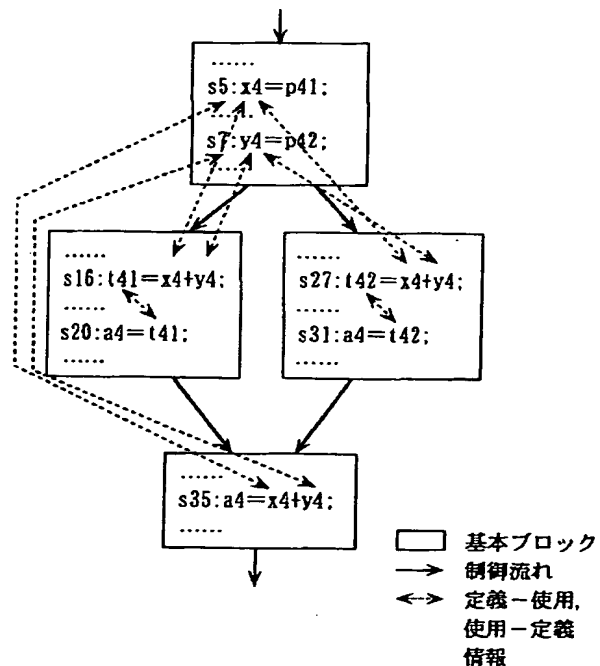 ......
s5:x4=p41;
......
s7:y4=p42;
......
......
s16:t41=x4+y4;
......
s20:a4=t41;
......
......
s27:t42=x4+y4;
......
s31:a4=t42;
......
......
s35:a4=x4+y4;
......
基本ブロック
制御流れ
定義-使用,
使用-定義
情報